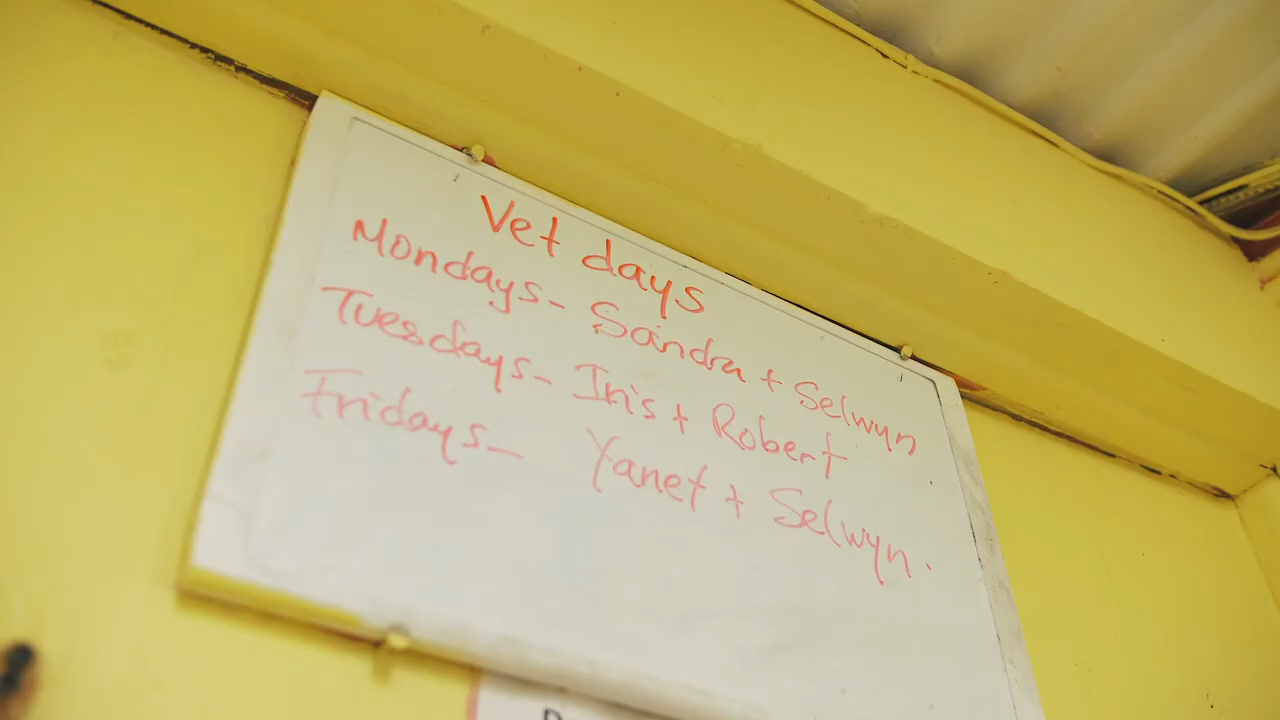 Vet days
Mondays- Sandra + Selwyn
Tuesdays- Iris + Robert
Fridays- Yanet + Selwyn.